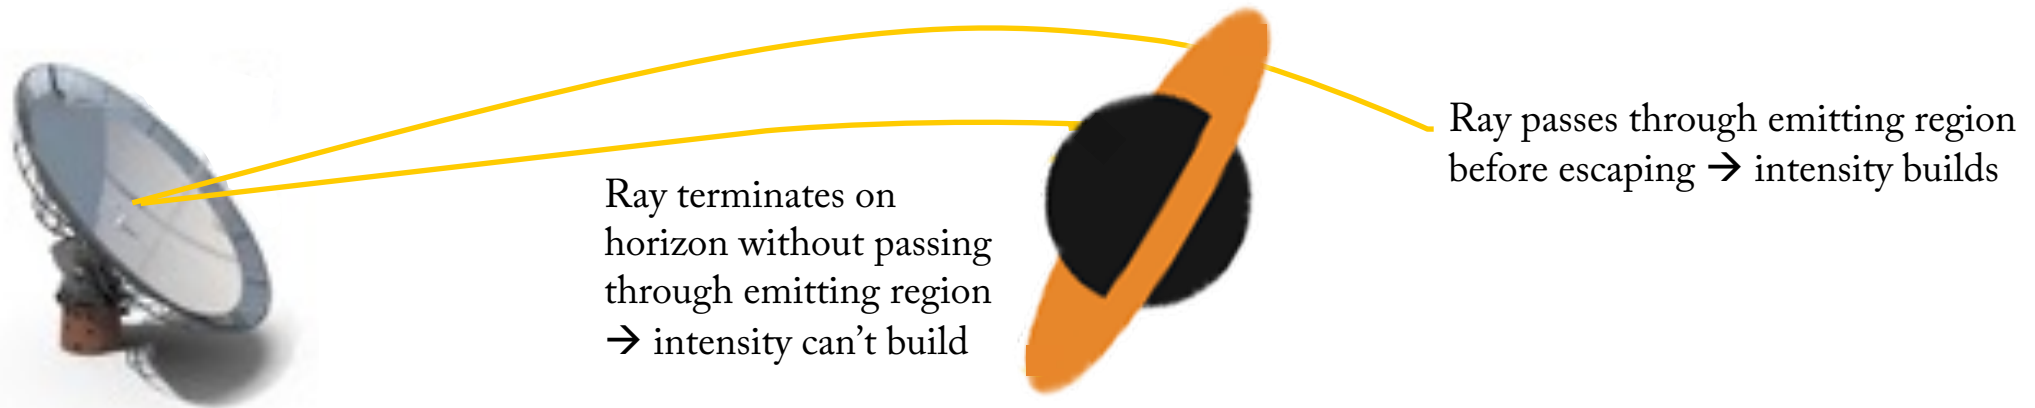 Ray passes through emitting region
before escaping → intensity builds
Ray terminates on
horizon without passing
through emitting region
→ intensity can’t build